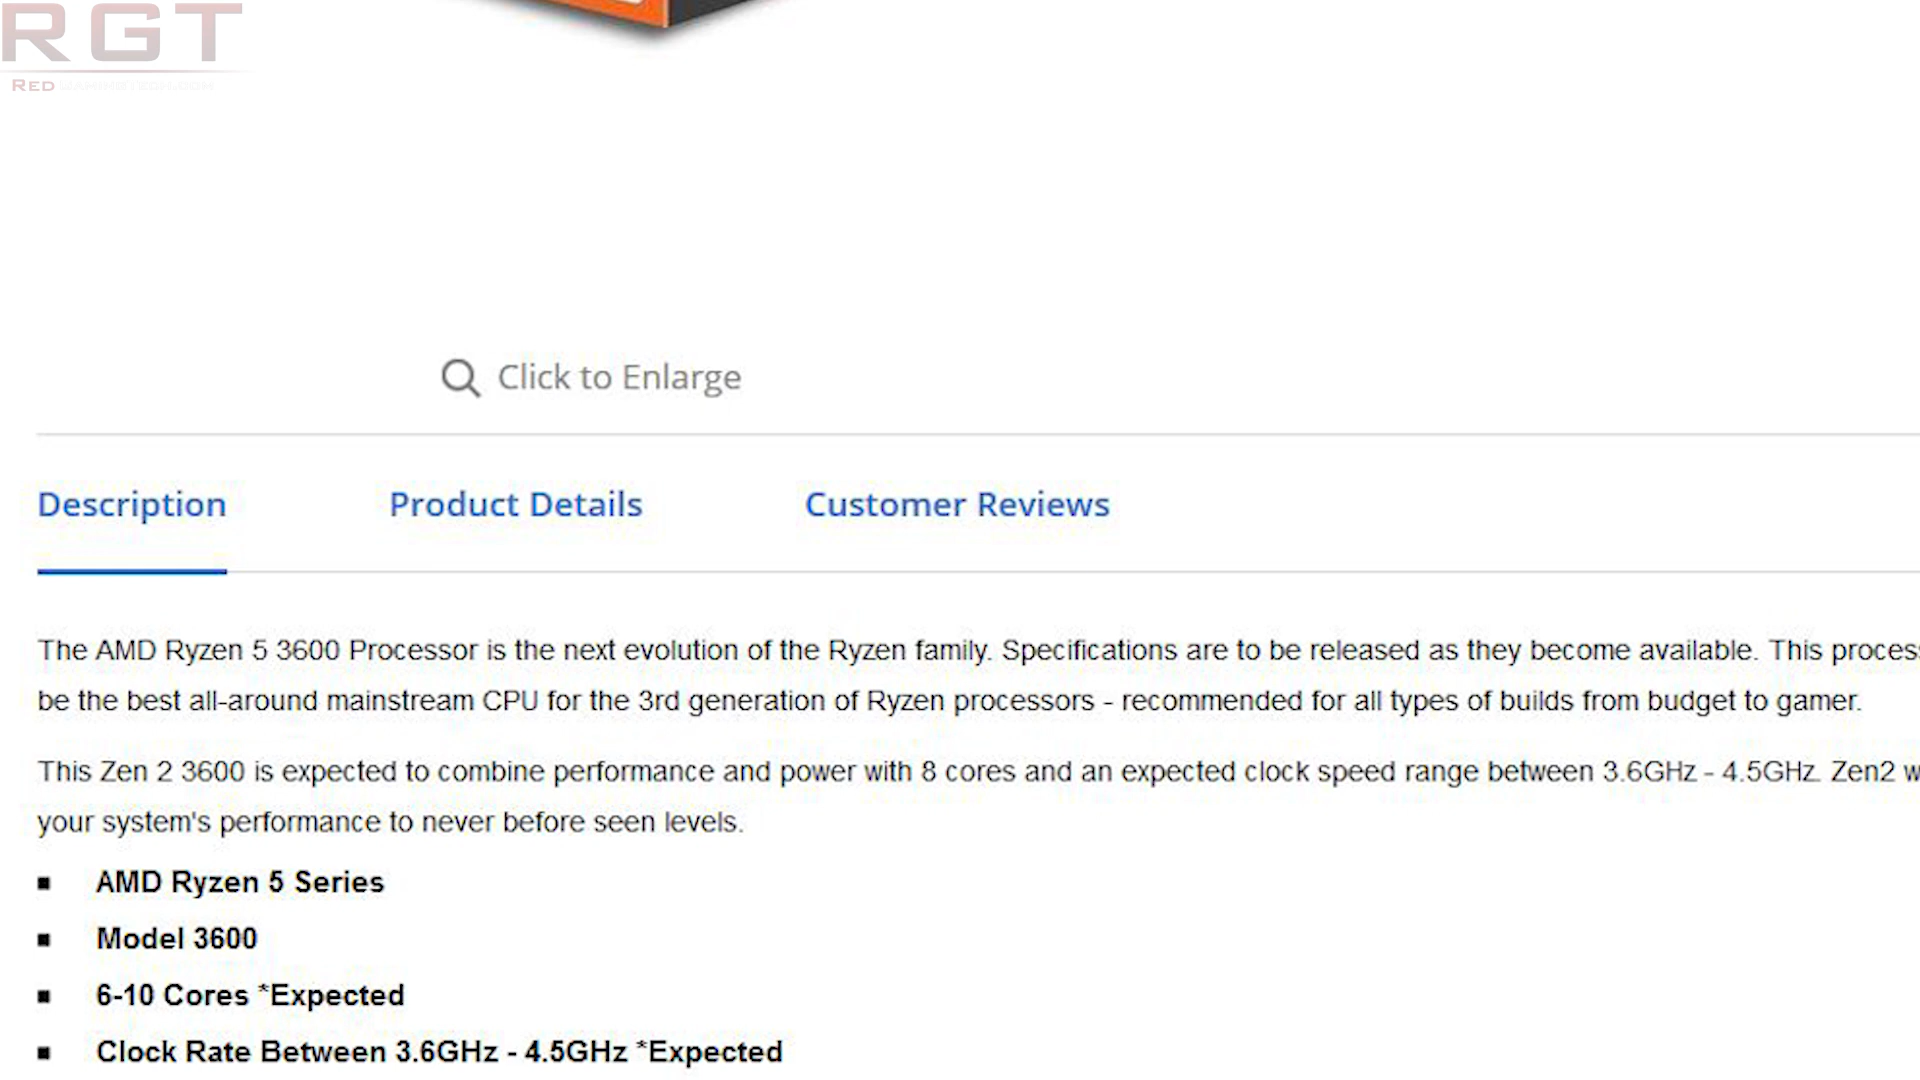 RGT
RED
Click to Enlarge
Description Product Details Customer Reviews
The AMD Ryzen 5 3600 Processor is the next evolution of the Ryzen family. Specifications are to be released as they become available. This
be the best all-around mainstream CPU for the 3rd generation of Ryzen processors - recommended for all types of builds from budget to gamer.
This Zen 2 3600 is expected to combine performance and power with 8 cores and an expected clock speed range between 3.6GHz - 4.5GHz. Zen2
your system's performance to never before seen levels.
▪ AMD Ryzen 5 Series
▪ Model 3600
▪ 6-10 Cores *Expected
▪ Clock Rate Between 3.6GHz - 4.5GHz *Expected